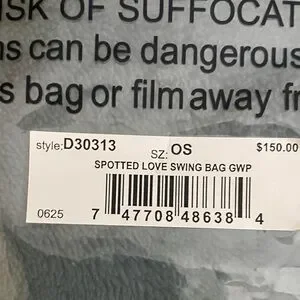 ISK OF SUFFOCAT
ns can be dangerous
s bag or film away fr
style:D30313 SZ: OS $150.00
SPOTTED LOVE SWING BAG GWP
0625 7 47708 48638 4